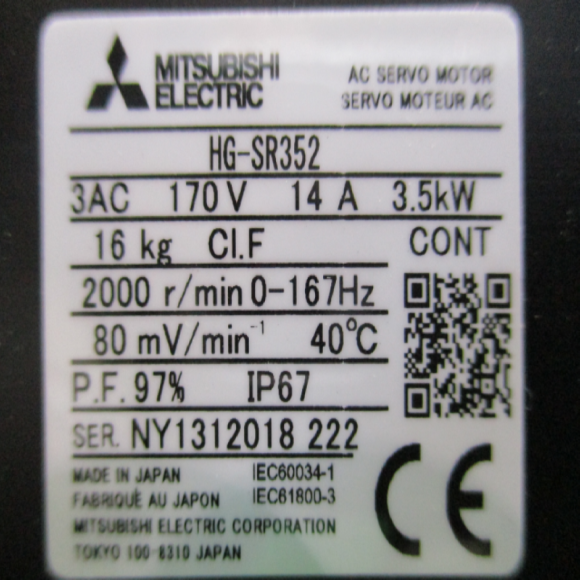 MITSUBISHI
ELECTRIC
AC SERVO MOTOR
SERVO MOTEUR AC
HG-SR352
3AC 170 V 14 A 3.5kW
16 kg Cl.F CONT
2000 r/min 0-167Hz
80 mV/min⁻¹ 40℃
P.F. 97% IP67
SER. NY1312018 222
MADE IN JAPAN IEC60034-1
FABRIQUÉ AU JAPON IEC61800-3
MITSUBISHI ELECTRIC CORPORATION
TOKYO 100-8310 JAPAN
CE